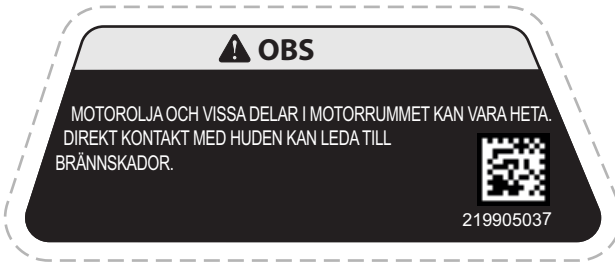 OBS
MOTOROLJA OCH VISSA DELAR I MOTORRUMMET KAN VARA HETA.
DIREKT KONTAKT MED HUDEN KAN LEDA TILL
BRÄNNSKADOR.
219905037